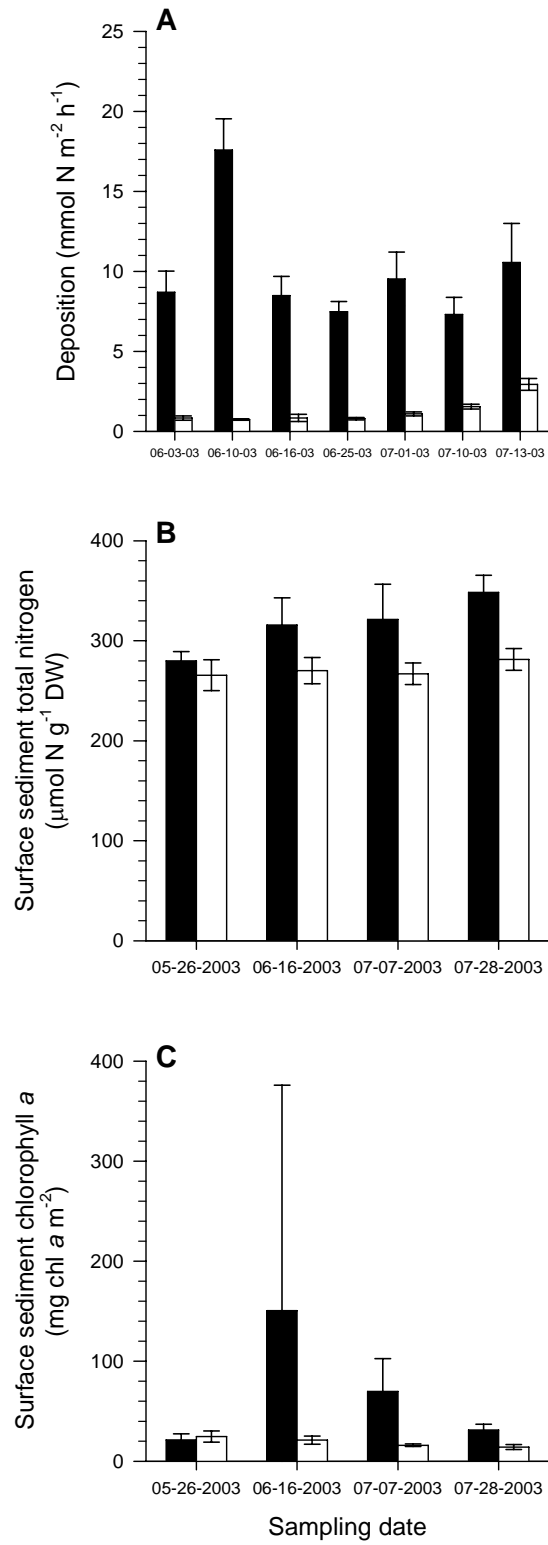 A
25
20
15
10
5
0
Deposition (mmol N m⁻² h⁻¹)
06-03-03 06-10-03 06-16-03 06-25-03 07-01-03 07-10-03 07-13-03
B
400
300
200
100
0
Surface sediment total nitrogen
(μmol N g⁻¹ DW)
05-26-2003 06-16-2003 07-07-2003 07-28-2003
C
400
300
200
100
0
Surface sediment chlorophyll a
(mg chl a m⁻²)
05-26-2003 06-16-2003 07-07-2003 07-28-2003
Sampling date